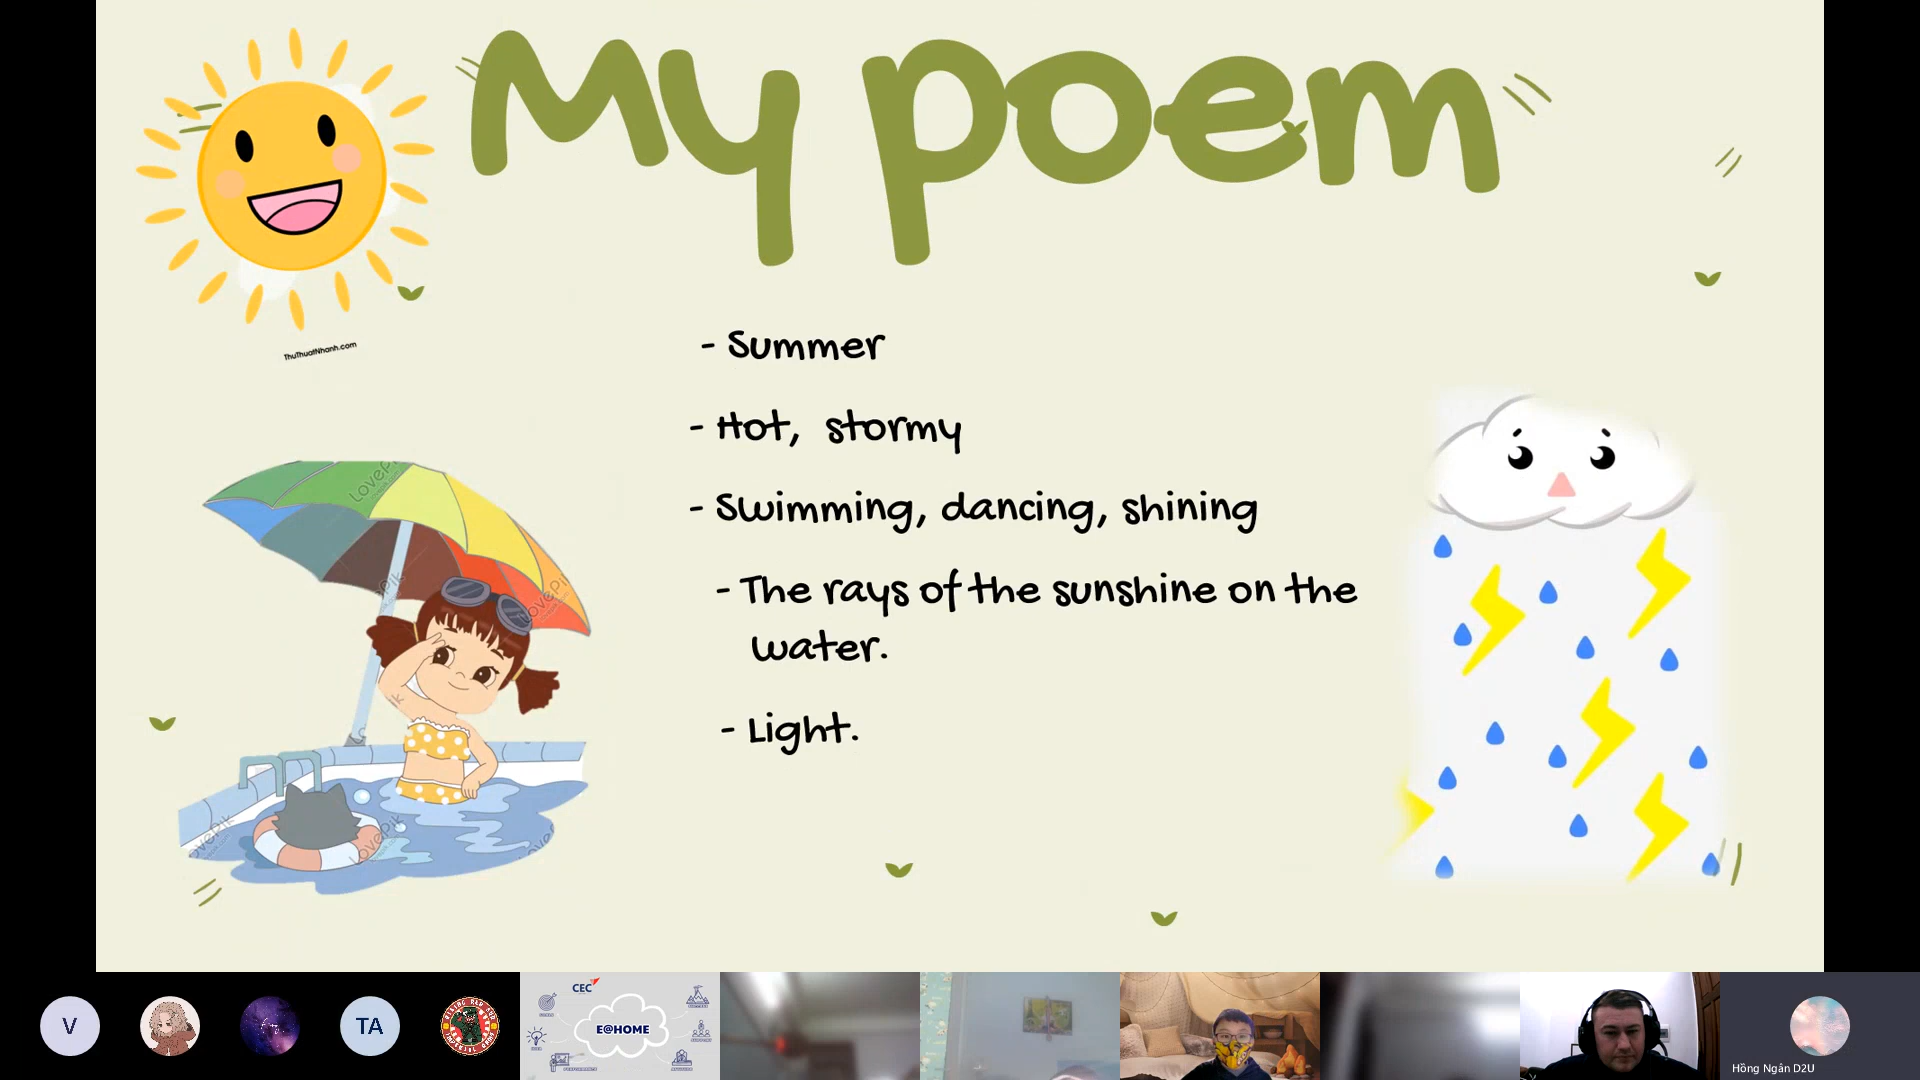 My poem
ThuThuatNhanh.com
- Summer
- Hot, stormy
- Swimming, dancing, shining
- The rays of the sunshine on the
water.
- Light.
LovePik
V
TA
CEC
E@HOME
Hồng Ngân D2U